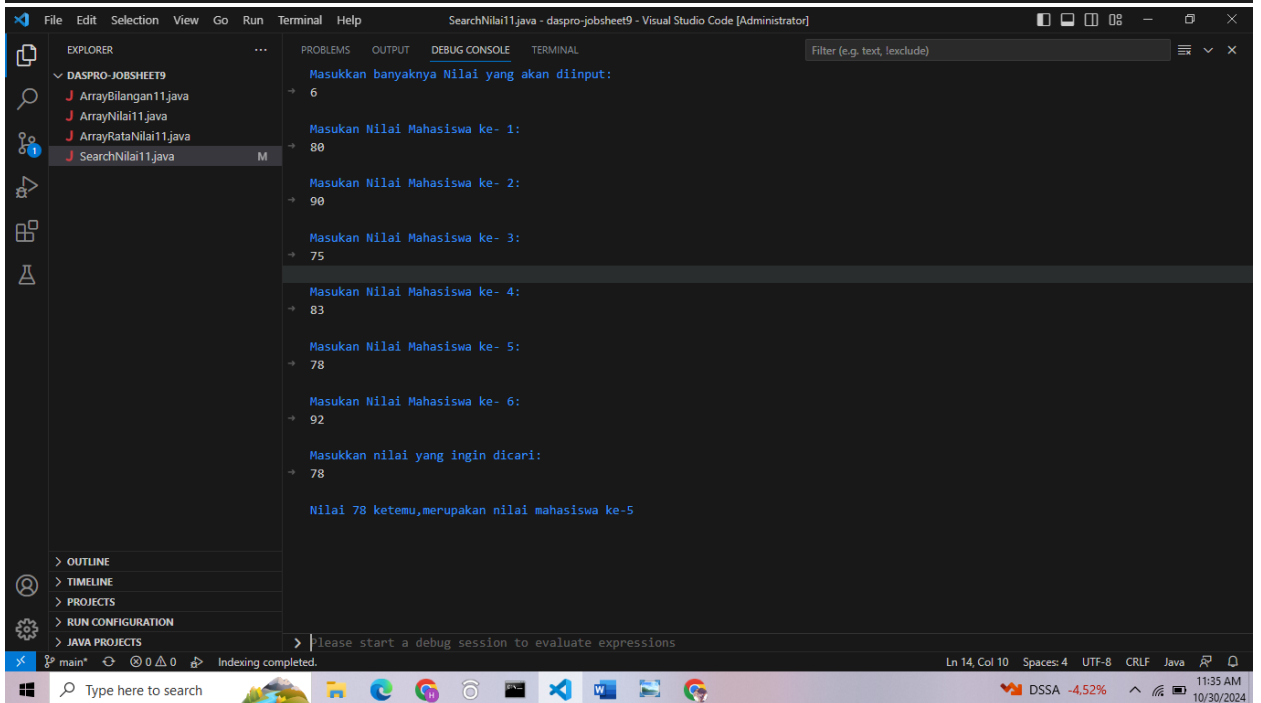 File Edit Selection View Go Run Terminal Help SearchNilai11.java - daspro-jobsheet9 - Visual Studio Code [Administrator]
EXPLORER
DASPRO-JOBSHEET9
J ArrayBilangan11.java
J ArrayNilai11.java
J ArrayRataNilai11.java
J SearchNilai11.java M
1
OUTLINE
TIMELINE
PROJECTS
RUN CONFIGURATION
JAVA PROJECTS
PROBLEMS OUTPUT DEBUG CONSOLE TERMINAL Filter (e.g. text, !exclude)
Masukkan banyaknya Nilai yang akan diinput:
6
Masukan Nilai Mahasiswa ke- 1:
80
Masukan Nilai Mahasiswa ke- 2:
90
Masukan Nilai Mahasiswa ke- 3:
75
Masukan Nilai Mahasiswa ke- 4:
83
Masukan Nilai Mahasiswa ke- 5:
78
Masukan Nilai Mahasiswa ke- 6:
92
Masukkan nilai yang ingin dicari:
78
Nilai 78 ketemu,merupakan nilai mahasiswa ke-5
Please start a debug session to evaluate expressions
main* 0 0 Indexing completed. Ln 14, Col 10 Spaces: 4 UTF-8 CRLF Java
Type here to search DSSA -4,52% 11:35 AM
10/30/2024